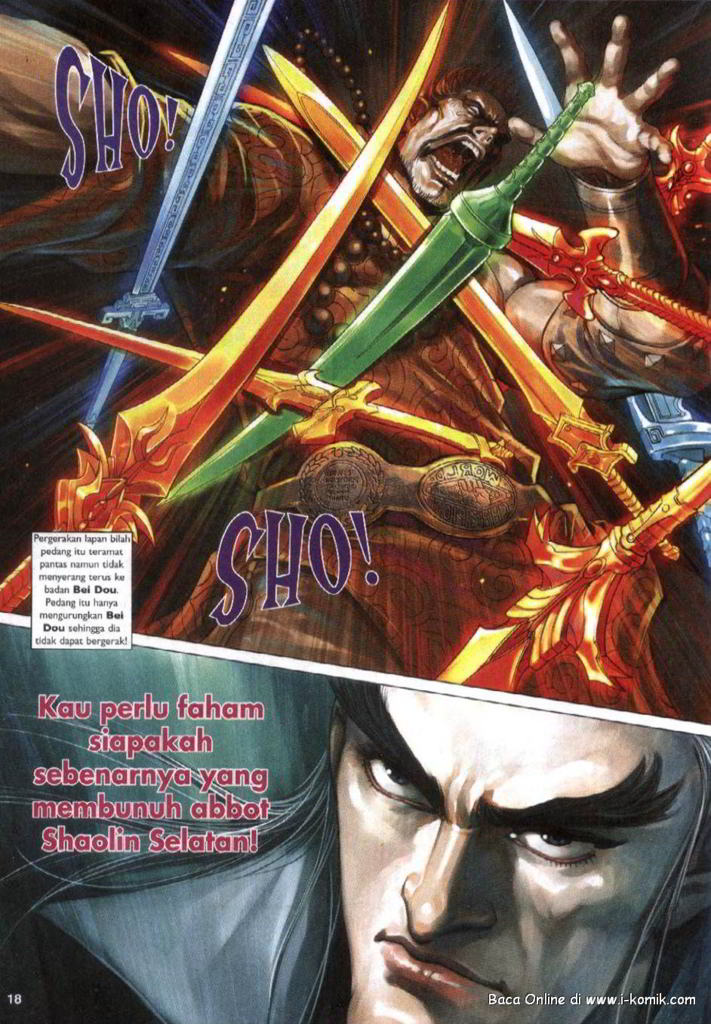 SHO!
Pergerakan lapan bilah
pedang itu teramat
pantas namun tidak
menyerang terus ke
badan Bei Dou.
Pedang itu hanya
mengurungkan Bei
Dou sehingga dia
tidak dapat bergerak!
SHO!
Kau perlu faham
siapakah
sebenarnya yang
membunuh abbot
Shaolin Selatan!
18
Baca Online di www.i-komik.com